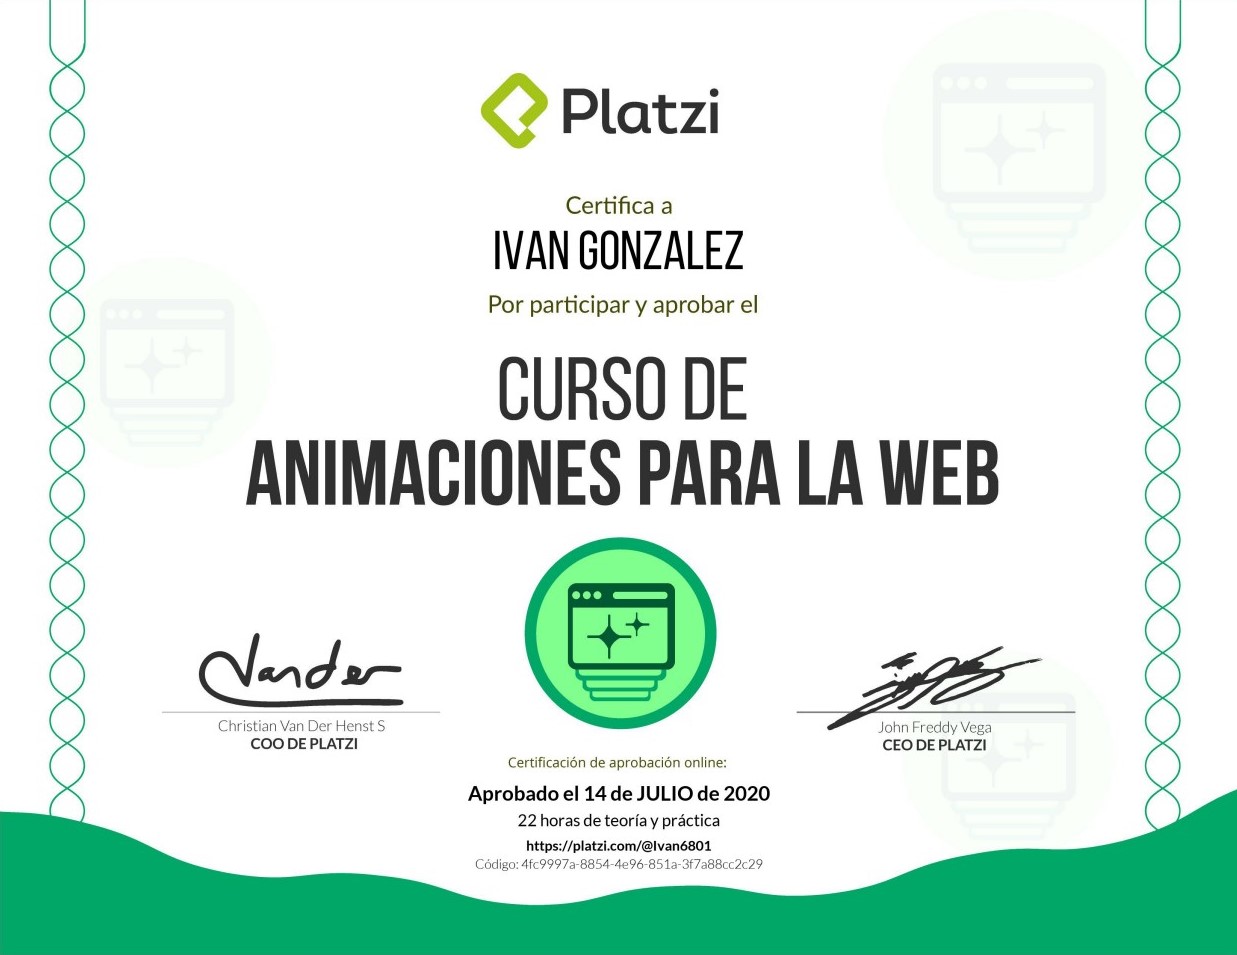 Platzi
Certifica a
IVAN GONZALEZ
Por participar y aprobar el
CURSO DE
ANIMACIONES PARA LA WEB
Vander
Christian Van Der Henst S
COO DE PLATZI
John Freddy Vega
CEO DE PLATZI
Certificación de aprobación online:
Aprobado el 14 de JULIO de 2020
22 horas de teoría y práctica
https://platzi.com/@Ivan6801
Código: 4fc9997a-8854-4e96-851a-3f7a88cc2c29